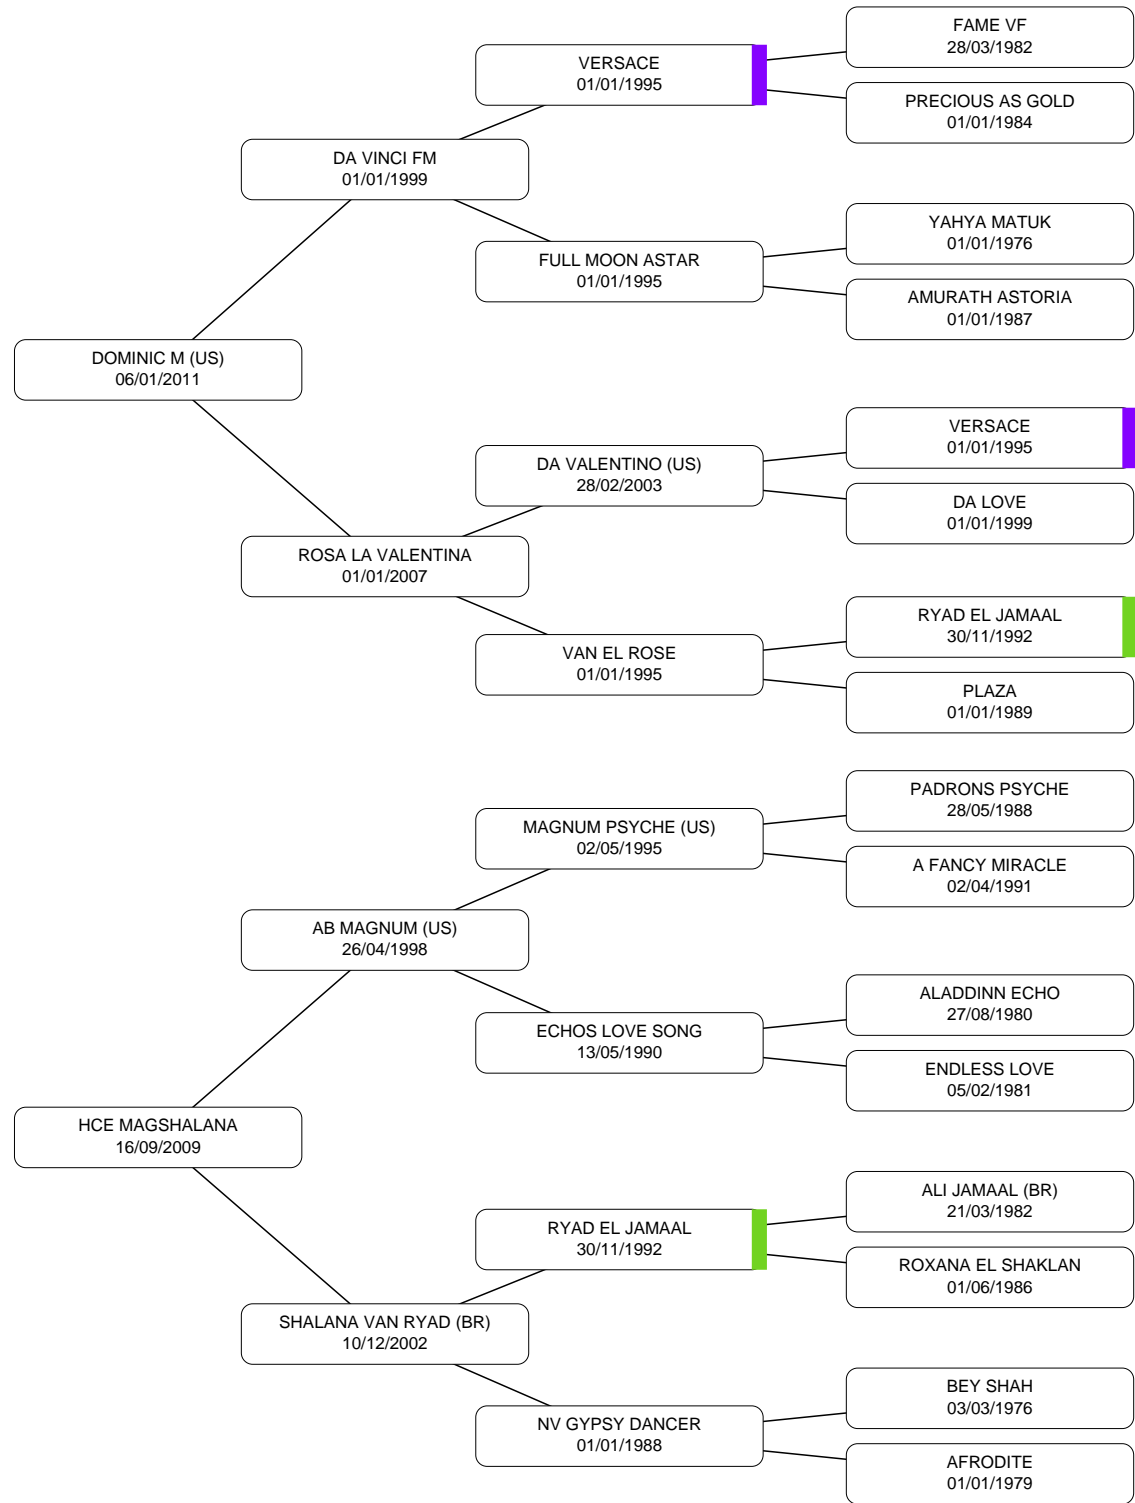 FAME VF
28/03/1982
VERSACE
01/01/1995
PRECIOUS AS GOLD
01/01/1984
DA VINCI FM
01/01/1999
YAHYA MATUK
01/01/1976
FULL MOON ASTAR
01/01/1995
AMURATH ASTORIA
01/01/1987
DOMINIC M (US)
06/01/2011
VERSACE
01/01/1995
DA VALENTINO (US)
28/02/2003
DA LOVE
01/01/1999
ROSA LA VALENTINA
01/01/2007
RYAD EL JAMAAL
30/11/1992
VAN EL ROSE
01/01/1995
PLAZA
01/01/1989
PADRONS PSYCHE
28/05/1988
MAGNUM PSYCHE (US)
02/05/1995
A FANCY MIRACLE
02/04/1991
AB MAGNUM (US)
26/04/1998
ALADDINN ECHO
27/08/1980
ECHOS LOVE SONG
13/05/1990
ENDLESS LOVE
05/02/1981
HCE MAGSHALANA
16/09/2009
ALI JAMAAL (BR)
21/03/1982
RYAD EL JAMAAL
30/11/1992
ROXANA EL SHAKLAN
01/06/1986
SHALANA VAN RYAD (BR)
10/12/2002
BEY SHAH
03/03/1976
NV GYPSY DANCER
01/01/1988
AFRODITE
01/01/1979